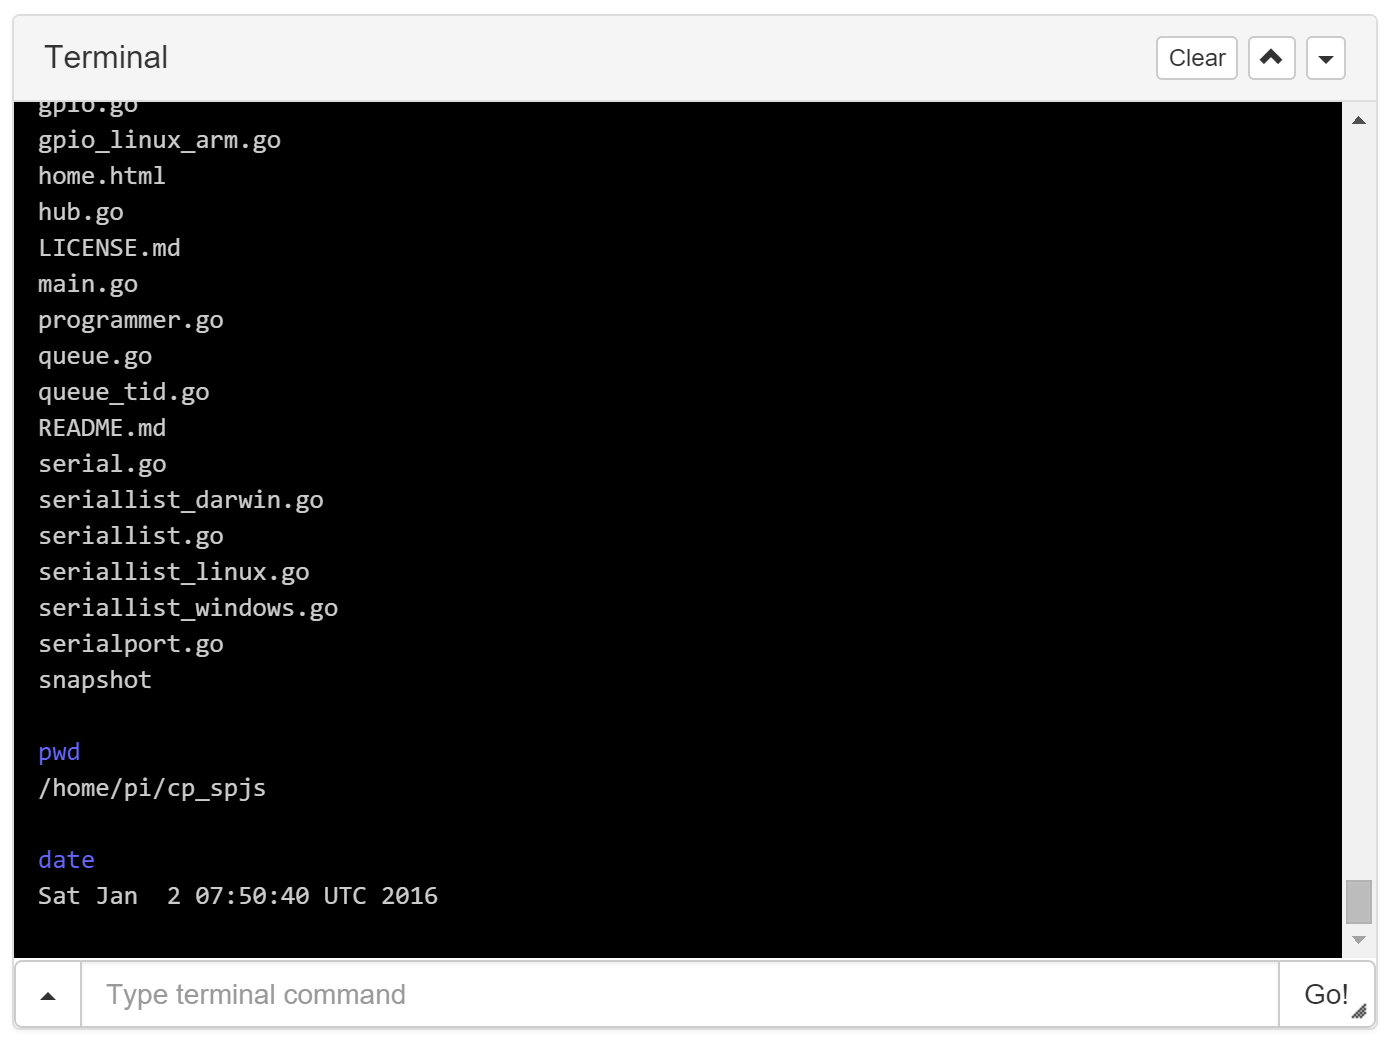 Terminal
Clear
gpio.go
gpio_linux_arm.go
home.html
hub.go
LICENSE.md
main.go
programmer.go
queue.go
queue_tid.go
README.md
serial.go
seriallist_darwin.go
seriallist.go
seriallist_linux.go
seriallist_windows.go
serialport.go
snapshot
pwd
/home/pi/cp_spjs
date
Sat Jan  2 07:50:40 UTC 2016
Type terminal command
Go!